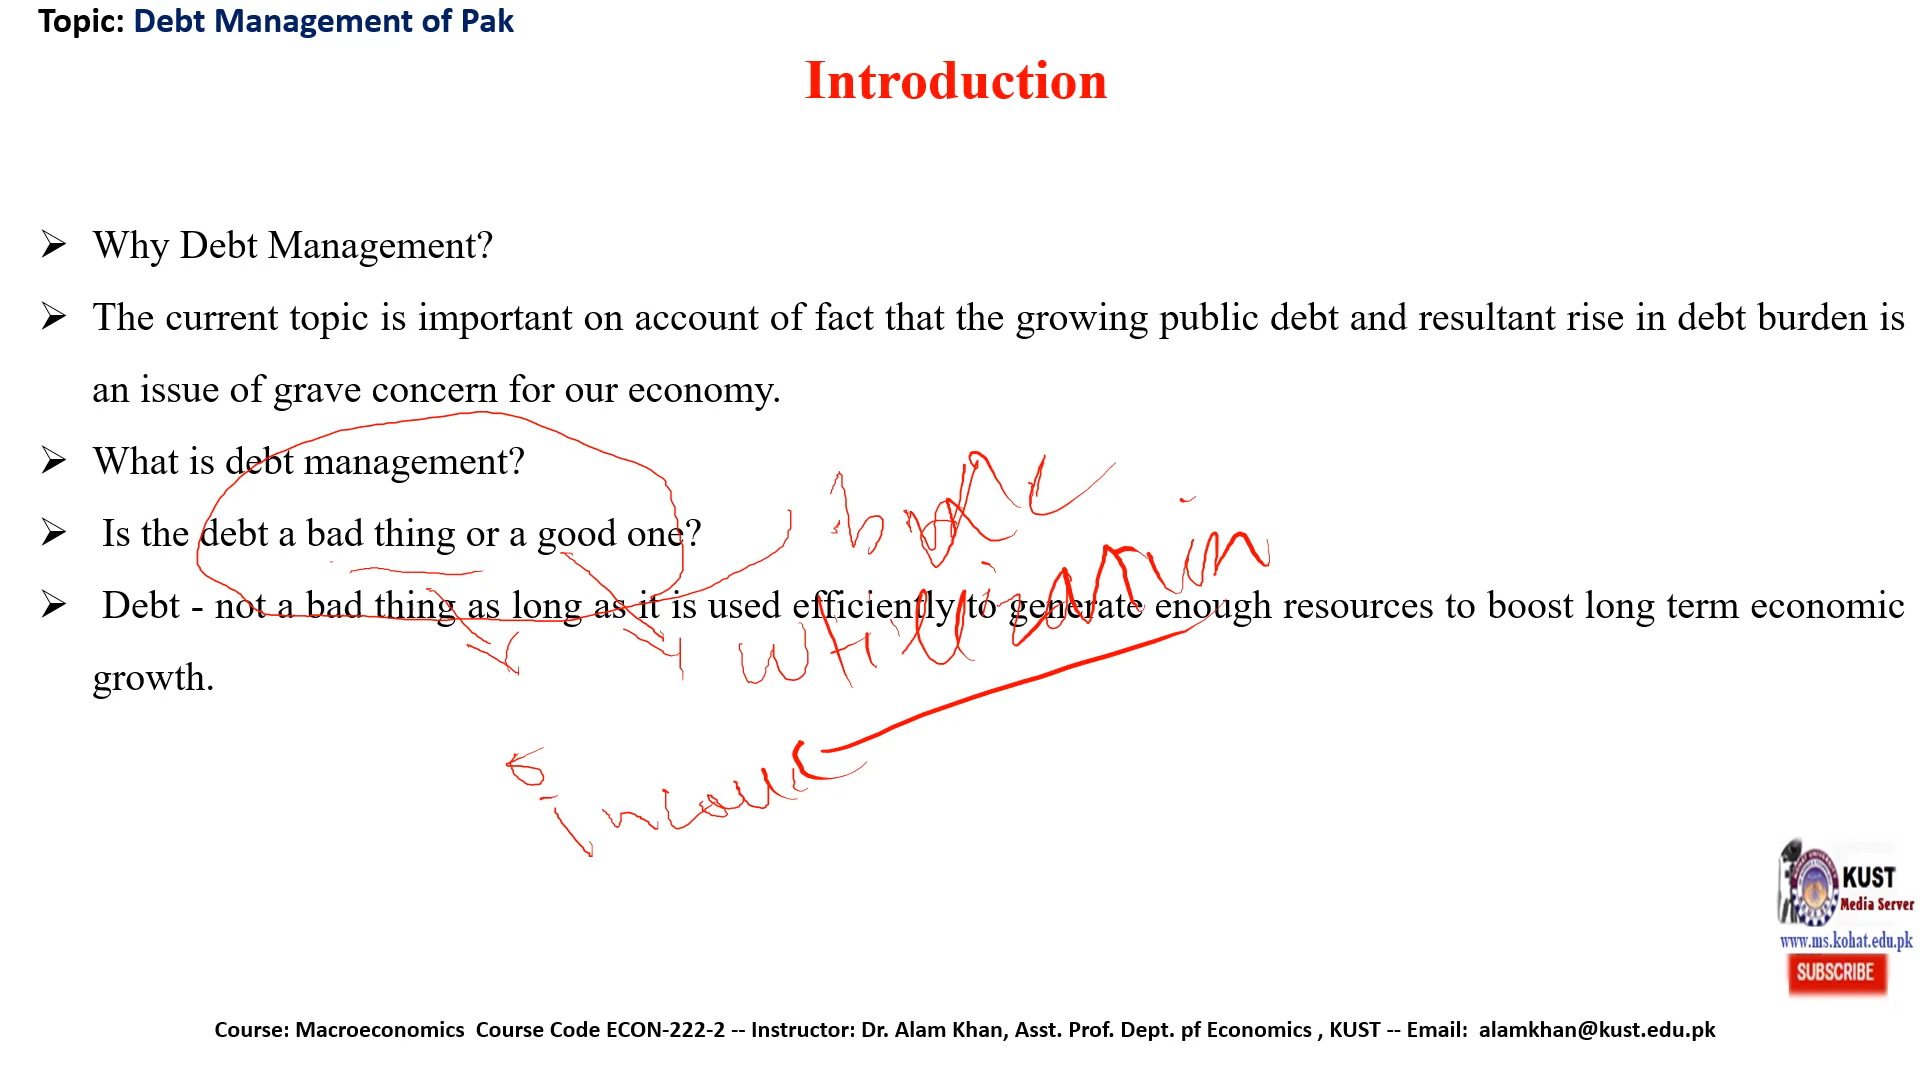 Topic: Debt Management of Pak
Introduction
➢ Why Debt Management?
➢ The current topic is important on account of fact that the growing public debt and resultant rise in debt burden is
an issue of grave concern for our economy.
➢ What is debt management?
➢ Is the debt a bad thing or a good one?
➢ Debt - not a bad thing as long as it is used efficiently to generate enough resources to boost long term economic
growth.
utilization
income
KUST
Media Server
www.ms.kohat.edu.pk
SUBSCRIBE
Course: Macroeconomics Course Code ECON-222-2 -- Instructor: Dr. Alam Khan, Asst. Prof. Dept. pf Economics , KUST -- Email: alamkhan@kust.edu.pk